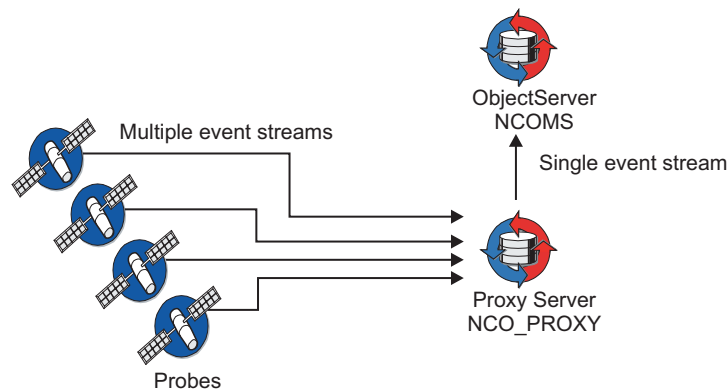 ObjectServer
NCOMS
Multiple event streams
Single event stream
Proxy Server
NCO_PROXY
Probes